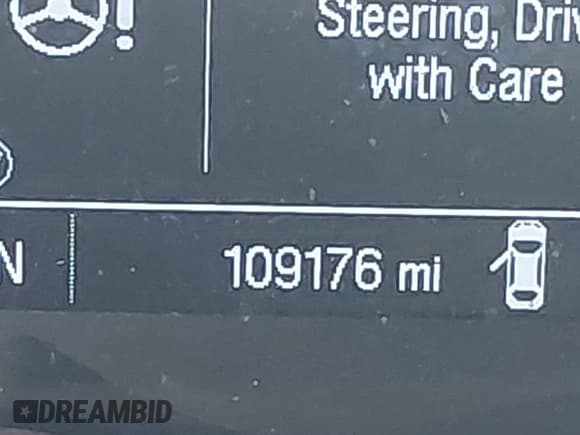 Steering, Driv
with Care
N
109176 mi
DREAMBID